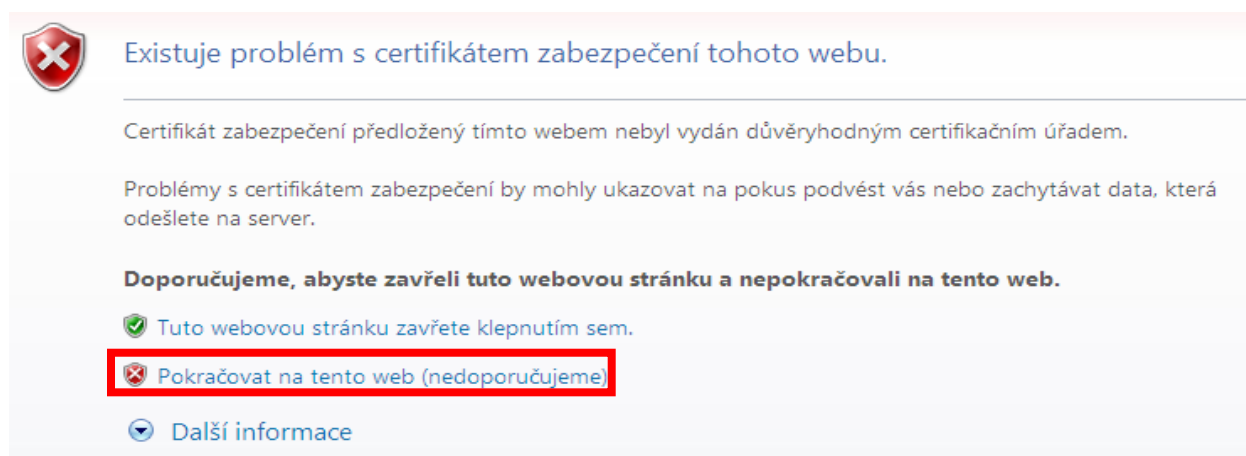 Existuje problém s certifikátem zabezpečení tohoto webu.
Certifikát zabezpečení předložený tímto webem nebyl vydán důvěryhodným certifikačním úřadem.
Problémy s certifikátem zabezpečení by mohly ukazovat na pokus podvést vás nebo zachytávat data, která
odešlete na server.
Doporučujeme, abyste zavřeli tuto webovou stránku a nepokračovali na tento web.
Tuto webovou stránku zavřete klepnutím sem.
Pokračovat na tento web (nedoporučujeme)
Další informace